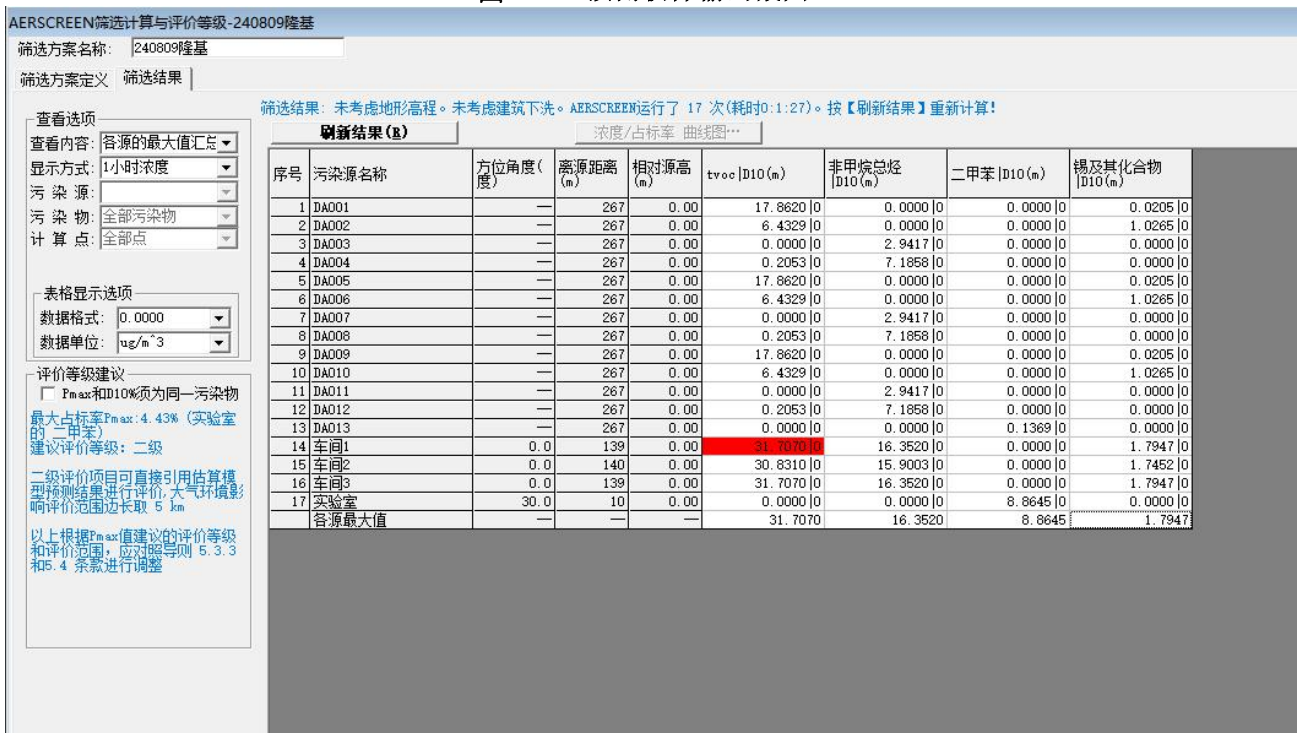 AERSCREEN筛选计算与评价等级-240809隆基
筛选方案名称: 240809隆基
筛选方案定义 筛选结果
筛选结果: 未考虑地形高程。未考虑建筑下洗。AERSCREEN运行了 17 次(耗时0:1:27)。按【刷新结果】重新计算!
查看选项
查看内容: 各源的最大值汇总
显示方式: 1小时浓度
污 染 源:
污 染 物: 全部污染物
计 算 点: 全部点
表格显示选项
数据格式: 0.0000
数据单位: ug/m^3
评价等级建议
Pmax和D10%须为同一污染物
最大占标率Pmax:4.43% (实验室
的 二甲苯)
建议评价等级: 二级
二级评价项目可直接引用估算模
型预测结果进行评价,大气环境影
响评价范围边长取 5 km
以上根据Pmax值建议的评价等级
和评价范围, 应对照导则 5.3.3
和5.4 条款进行调整
刷新结果(R) 浓度/占标率 曲线图…
序号 污染源名称 方位角度(度) 离源距离(m) 相对源高(m) tvoc|D10(m) 非甲烷总烃|D10(m) 二甲苯|D10(m) 锡及其化合物|D10(m)
1 DA001 — 267 0.00 17.8620|0 0.0000|0 0.0000|0 0.0205|0
2 DA002 — 267 0.00 6.4329|0 0.0000|0 0.0000|0 1.0265|0
3 DA003 — 267 0.00 0.0000|0 2.9417|0 0.0000|0 0.0000|0
4 DA004 — 267 0.00 0.2053|0 7.1858|0 0.0000|0 0.0000|0
5 DA005 — 267 0.00 17.8620|0 0.0000|0 0.0000|0 0.0205|0
6 DA006 — 267 0.00 6.4329|0 0.0000|0 0.0000|0 1.0265|0
7 DA007 — 267 0.00 0.0000|0 2.9417|0 0.0000|0 0.0000|0
8 DA008 — 267 0.00 0.2053|0 7.1858|0 0.0000|0 0.0000|0
9 DA009 — 267 0.00 17.8620|0 0.0000|0 0.0000|0 0.0205|0
10 DA010 — 267 0.00 6.4329|0 0.0000|0 0.0000|0 1.0265|0
11 DA011 — 267 0.00 0.0000|0 2.9417|0 0.0000|0 0.0000|0
12 DA012 — 267 0.00 0.2053|0 7.1858|0 0.0000|0 0.0000|0
13 DA013 — 267 0.00 0.0000|0 0.0000|0 0.1369|0 0.0000|0
14 车间1 0.0 139 0.00 31.7070|0 16.3520|0 0.0000|0 1.7947|0
15 车间2 0.0 140 0.00 30.8310|0 15.9003|0 0.0000|0 1.7452|0
16 车间3 0.0 139 0.00 31.7070|0 16.3520|0 0.0000|0 1.7947|0
17 实验室 30.0 10 0.00 0.0000|0 0.0000|0 8.8645|0 0.0000|0
各源最大值 — — — 31.7070 16.3520 8.8645 1.7947